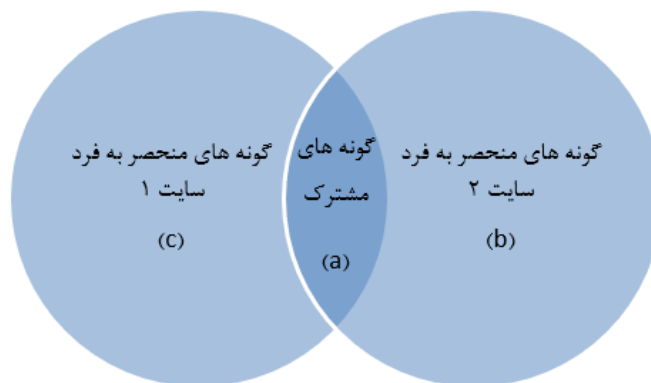 گونه های منحصر به فرد
سایت ۲
(b)
گونه های
مشترک
(a)
گونه های منحصر به فرد
سایت ۱
(c)